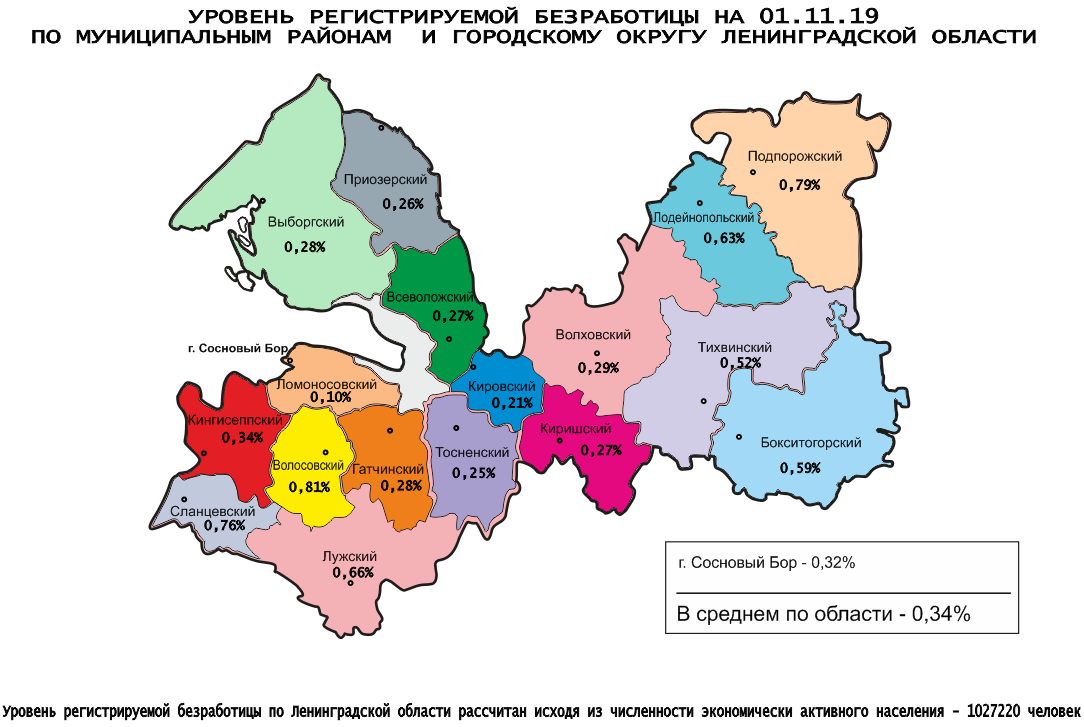 УРОВЕНЬ РЕГИСТРИРУЕМОЙ БЕЗРАБОТИЦЫ НА 01.11.19
ПО МУНИЦИПАЛЬНЫМ РАЙОНАМ И ГОРОДСКОМУ ОКРУГУ ЛЕНИНГРАДСКОЙ ОБЛАСТИ
Подпорожский
0,79%
Приозерский
0,26%
Выборгский
0,28%
Лодейнопольский
0,63%
Всеволожский
0,27%
Волховский
0,29%
Тихвинский
0,52%
г. Сосновый Бор
Ломоносовский
0,10%
Кировский
0,21%
Кингисеппский
0,34%
Киришский
0,27%
Бокситогорский
0,59%
Волосовский
0,81%
Гатчинский
0,28%
Тосненский
0,25%
Сланцевский
0,76%
Лужский
0,66%
г. Сосновый Бор - 0,32%
В среднем по области - 0,34%
Уровень регистрируемой безработицы по Ленинградской области рассчитан исходя из численности экономически активного населения - 1027220 человек